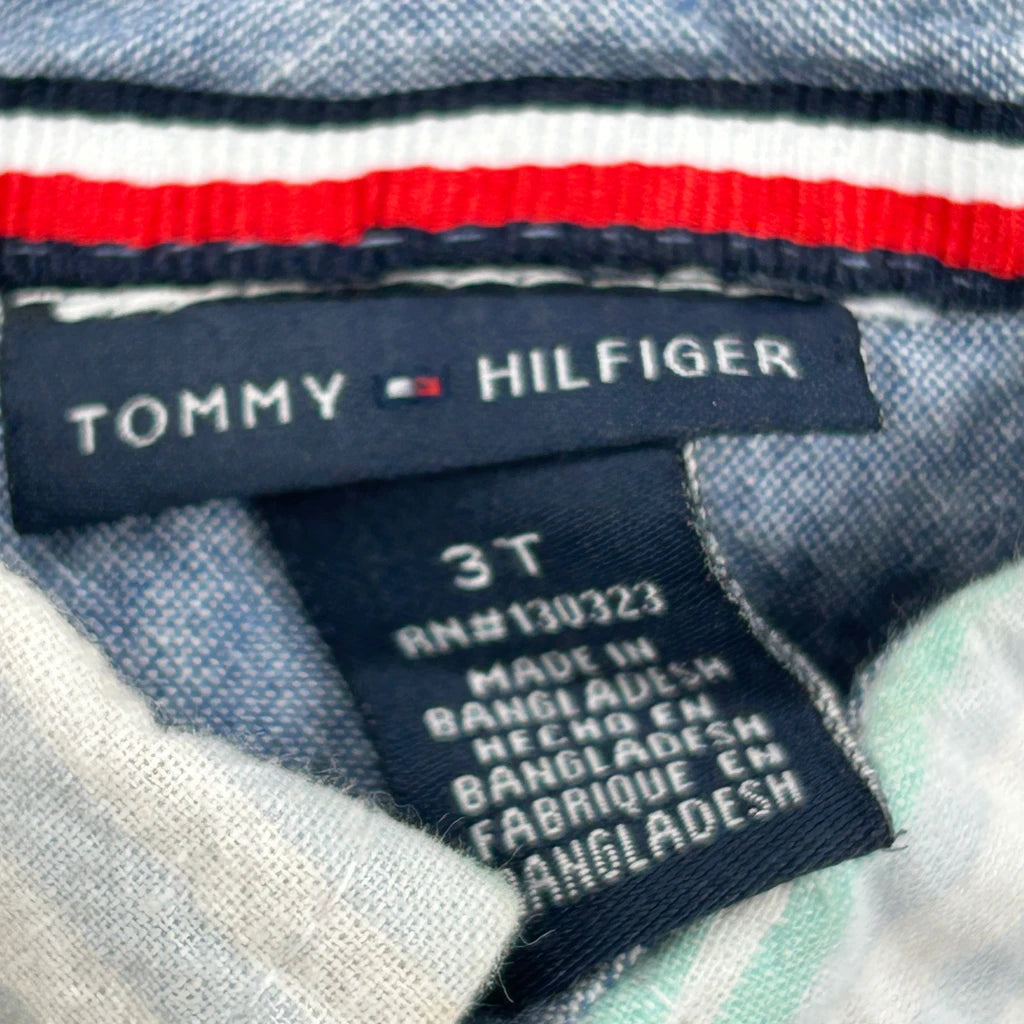 TOMMY HILFIGER
3T
RN#130323
MADE IN
BANGLADESH
HECHO EN
BANGLADESH
FABRIQUE EN
BANGLADESH